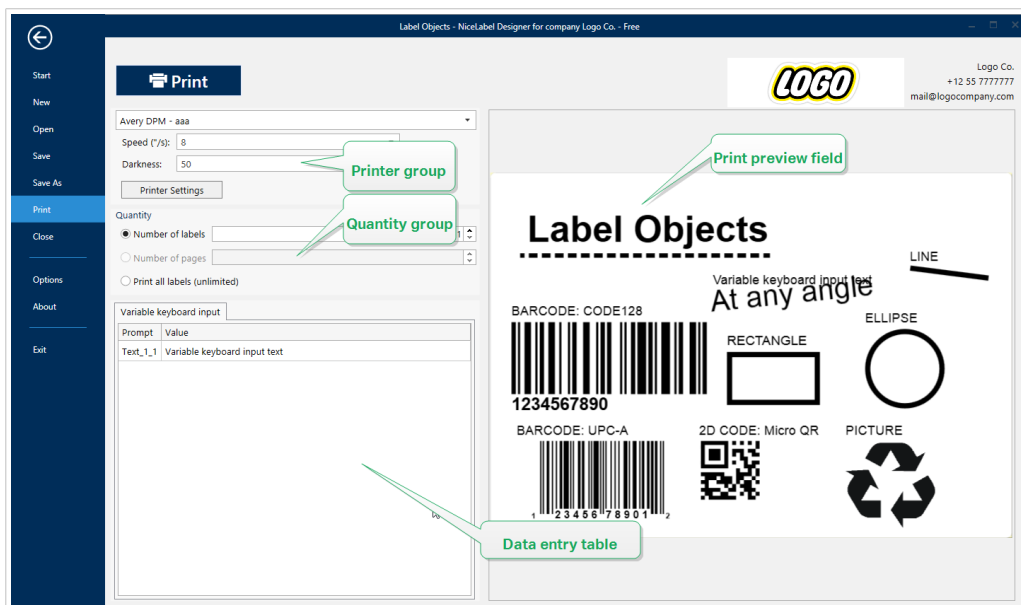 Label Objects - NiceLabel Designer for company Logo Co. - Free
Start
New
Open
Save
Save As
Print
Close
Options
About
Exit
Print
LOGO
Logo Co.
+12 55 7777777
mail@logocompany.com
Avery DPM - aaa
Speed ("/s): 8
Darkness: 50
Printer Settings
Printer group
Quantity
Number of labels 1
Number of pages
Print all labels (unlimited)
Quantity group
Variable keyboard input
Prompt Value
Text_1_1 Variable keyboard input text
Data entry table
Print preview field
Label Objects
LINE
Variable keyboard input text
At any angle
BARCODE: CODE128
1234567890
RECTANGLE
ELLIPSE
BARCODE: UPC-A
1 23456 78901 2
2D CODE: Micro QR
PICTURE